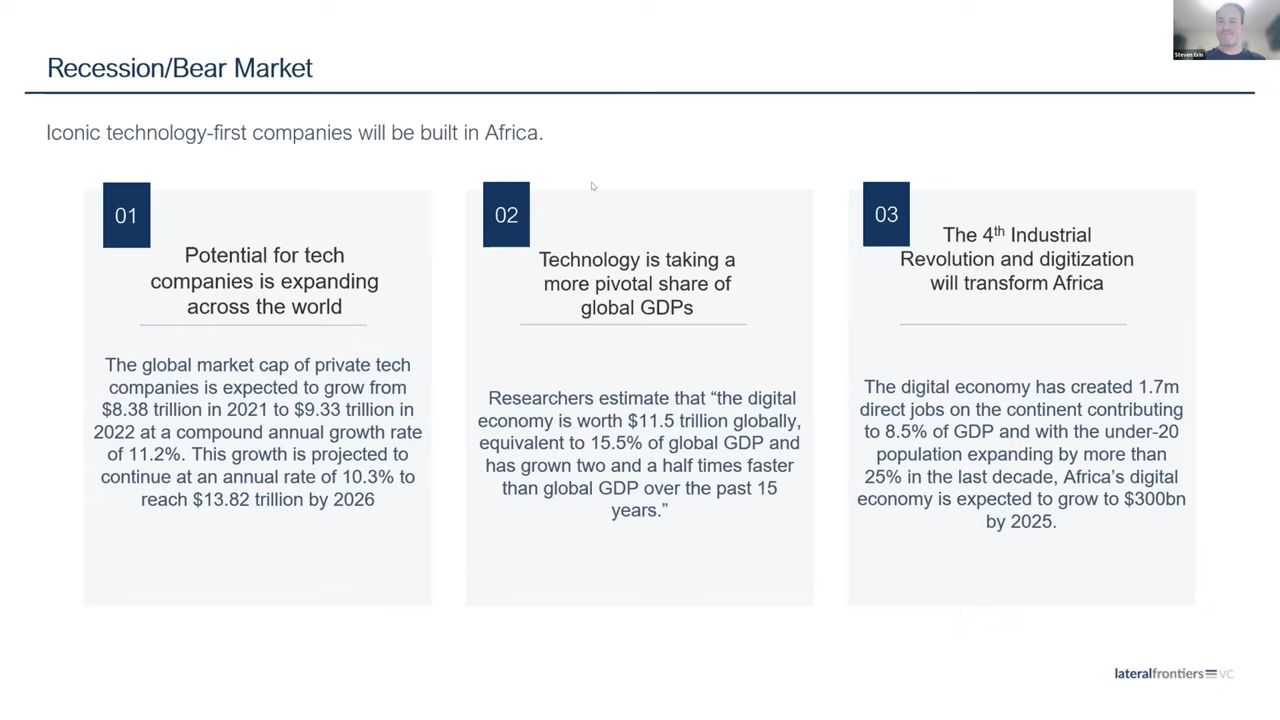 Recession/Bear Market
Iconic technology-first companies will be built in Africa.
01
Potential for tech
companies is expanding
across the world
The global market cap of private tech
companies is expected to grow from
$8.38 trillion in 2021 to $9.33 trillion in
2022 at a compound annual growth rate
of 11.2%. This growth is projected to
continue at an annual rate of 10.3% to
reach $13.82 trillion by 2026
02
Technology is taking a
more pivotal share of
global GDPs
Researchers estimate that “the digital
economy is worth $11.5 trillion globally,
equivalent to 15.5% of global GDP and
has grown two and a half times faster
than global GDP over the past 15
years.”
03
The 4th Industrial
Revolution and digitization
will transform Africa
The digital economy has created 1.7m
direct jobs on the continent contributing
to 8.5% of GDP and with the under-20
population expanding by more than
25% in the last decade, Africa’s digital
economy is expected to grow to $300bn
by 2025.
lateralfrontiers VC
Steven Grin